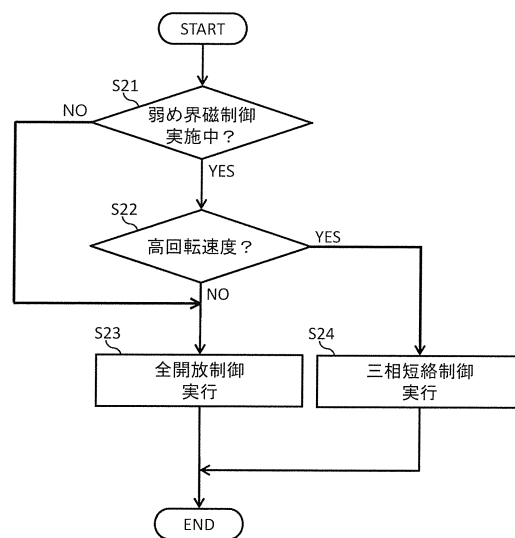 START
S21
NO
弱め界磁制御
実施中？
YES
S22
高回転速度？
YES
NO
S23
S24
全開放制御
実行
三相短絡制御
実行
END